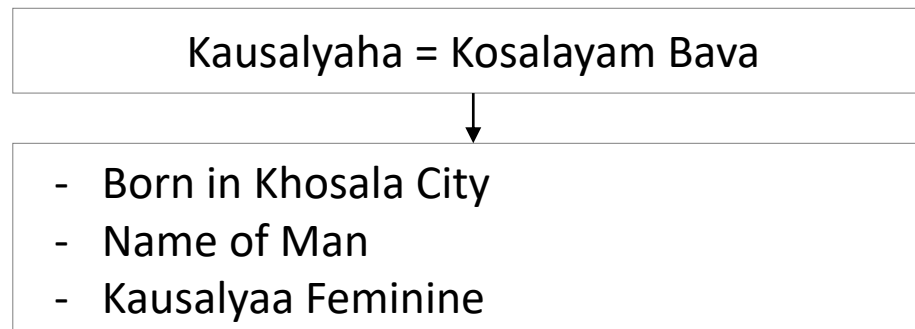 Kausalyaha = Kosalayam Bava
- Born in Khosala City
- Name of Man
- Kausalyaa Feminine